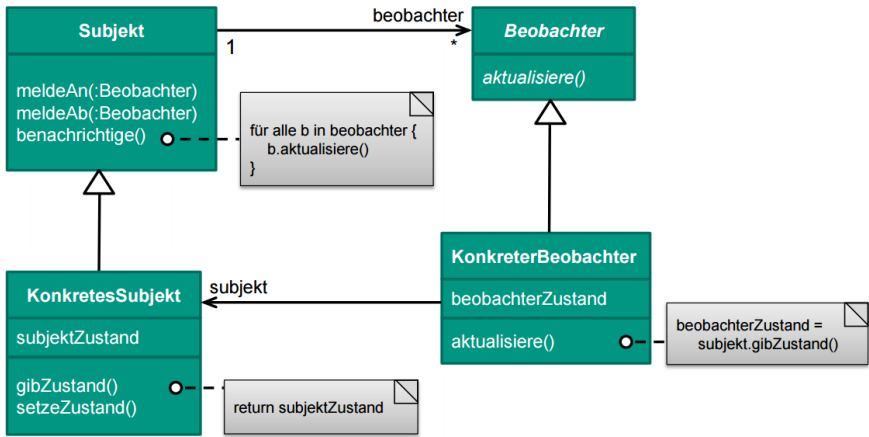 Subjekt
beobachter
1
*
Beobachter
aktualisiere()
meldeAn(:Beobachter)
meldeAb(:Beobachter)
benachrichtige()
für alle b in beobachter {
b.aktualisiere()
}
KonkretesSubjekt
subjektZustand
gibZustand()
setzeZustand()
return subjektZustand
subjekt
KonkreterBeobachter
beobachterZustand
aktualisiere()
beobachterZustand =
subjekt.gibZustand()